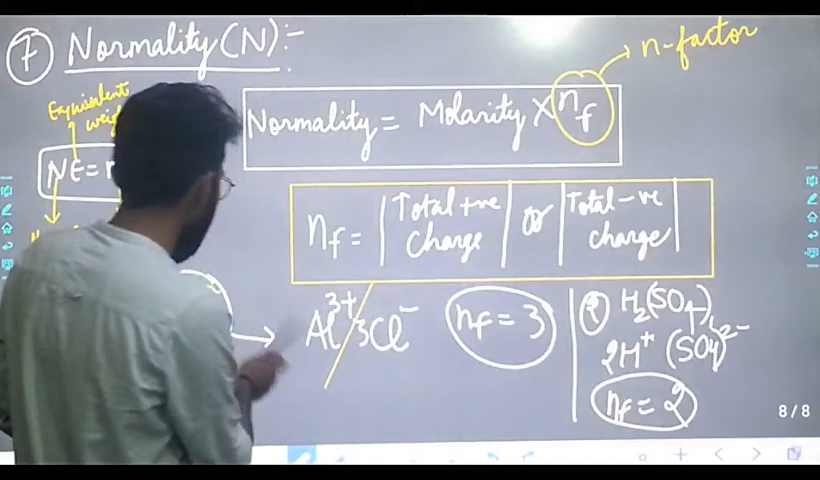 7 Normality (N):-
n-factor
Equivalent
NE =
Normality = Molarity × nf
nf = |Total +ve Charge| or |Total -ve charge|
Al³⁺ / 3Cl⁻
nf = 3
2 H₂(SO₄)
2H⁺ (SO₄)²⁻
nf = 2
8/8